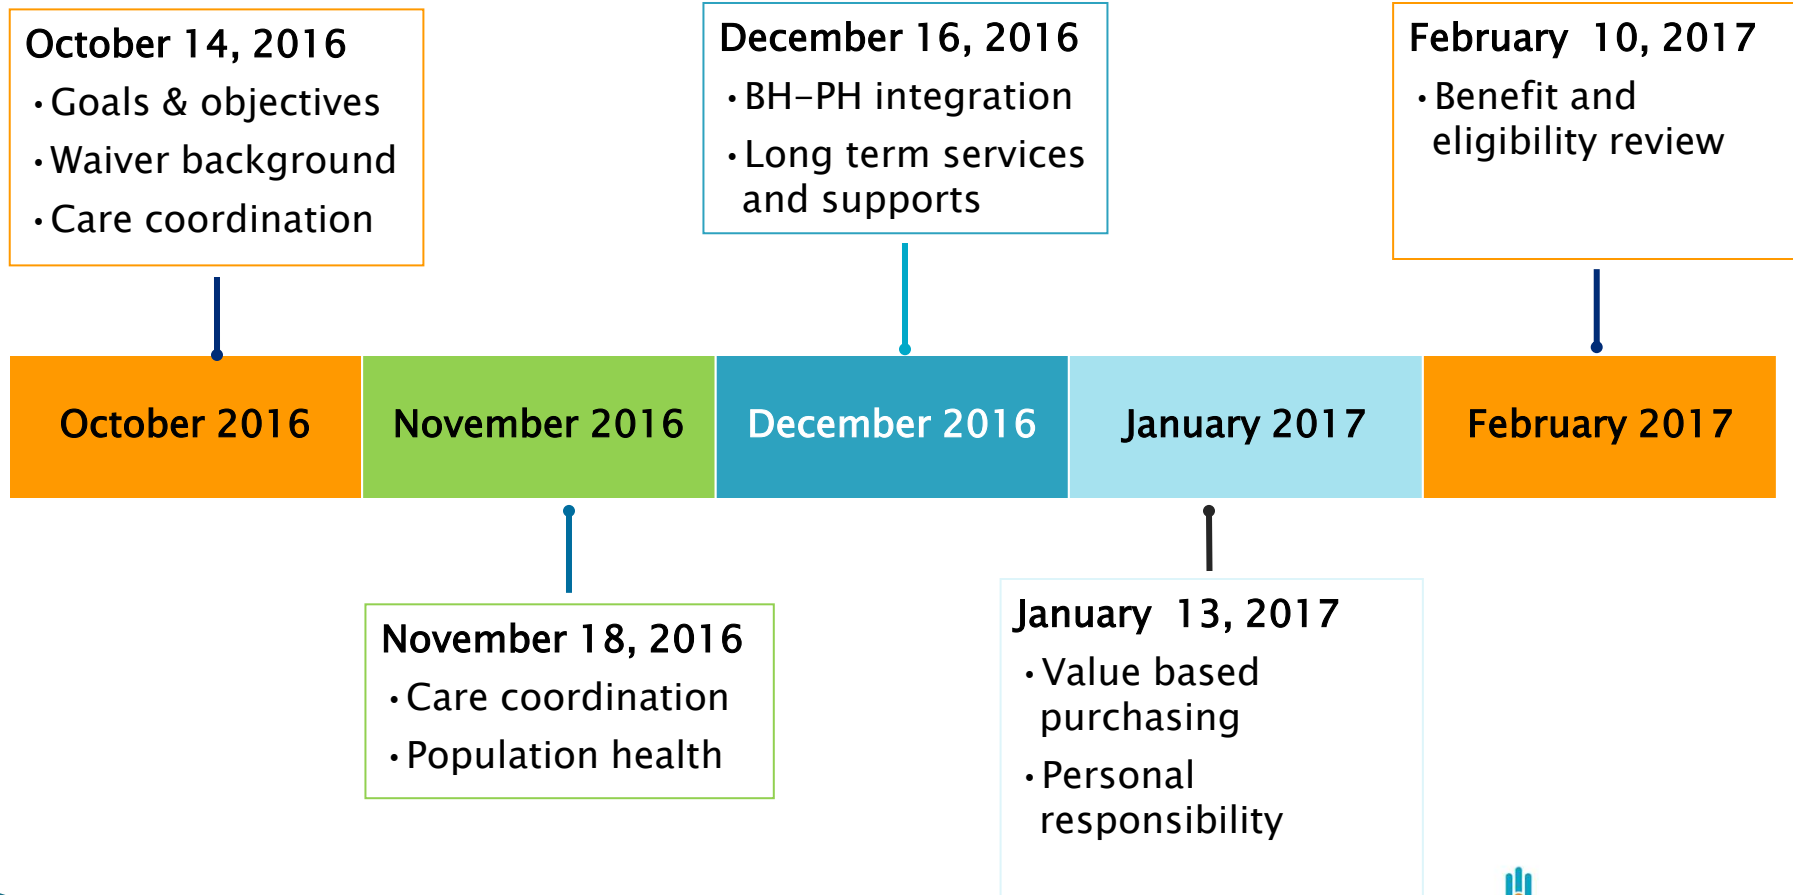 October 14, 2016
• Goals & objectives
• Waiver background
• Care coordination
December 16, 2016
• BH-PH integration
• Long term services
and supports
February 10, 2017
• Benefit and
eligibility review
October 2016
November 2016
December 2016
January 2017
February 2017
November 18, 2016
• Care coordination
• Population health
January 13, 2017
• Value based
purchasing
• Personal
responsibility